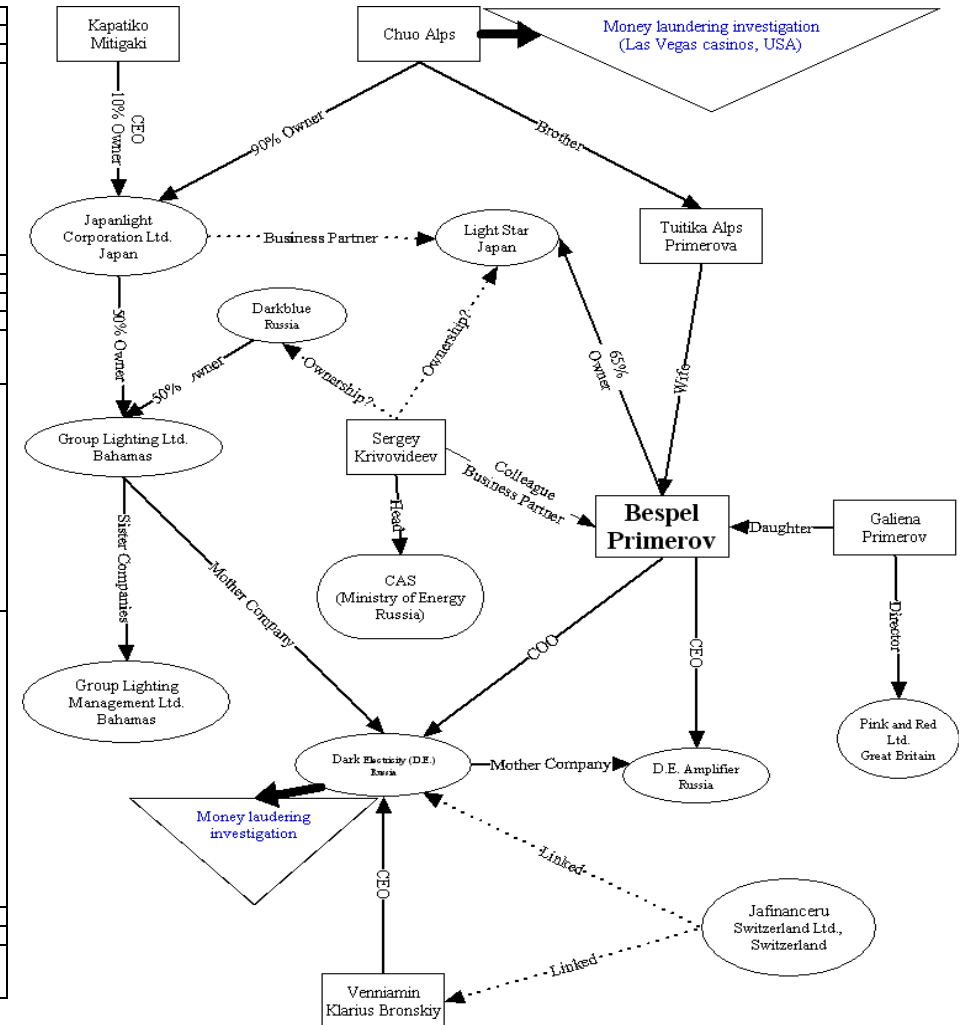 Kapatiko
Mitigaki
Chuo Alps
Money laundering investigation
(Las Vegas casinos, USA)
CEO
10% Owner
90% Owner
Brother
Japanlight
Corporation Ltd.
Japan
Business Partner
Light Star
Japan
Tuitika Alps
Primerova
Darkblue
Russia
50% Owner
50% wner
Ownership?
Ownership?
65%
Owner
Wife
Group Lighting Ltd.
Bahamas
Sergey
Krivovideev
Colleague
Business Partner
Bespel
Primerov
Daughter
Galiena
Primerov
Sister Companies
Mother Company
Head
CAS
(Ministry of Energy
Russia)
COO
CEO
Director
Group Lighting
Management Ltd.
Bahamas
Pink and Red
Ltd.
Great Britain
Dark Electricity (D.E.)
Russia
Mother Company
D.E. Amplifier
Russia
Money laudering
investigation
CEO
Linked
Jafinanceru
Switzerland Ltd.,
Switzerland
Linked
Venniamin
Klarius Bronskiy